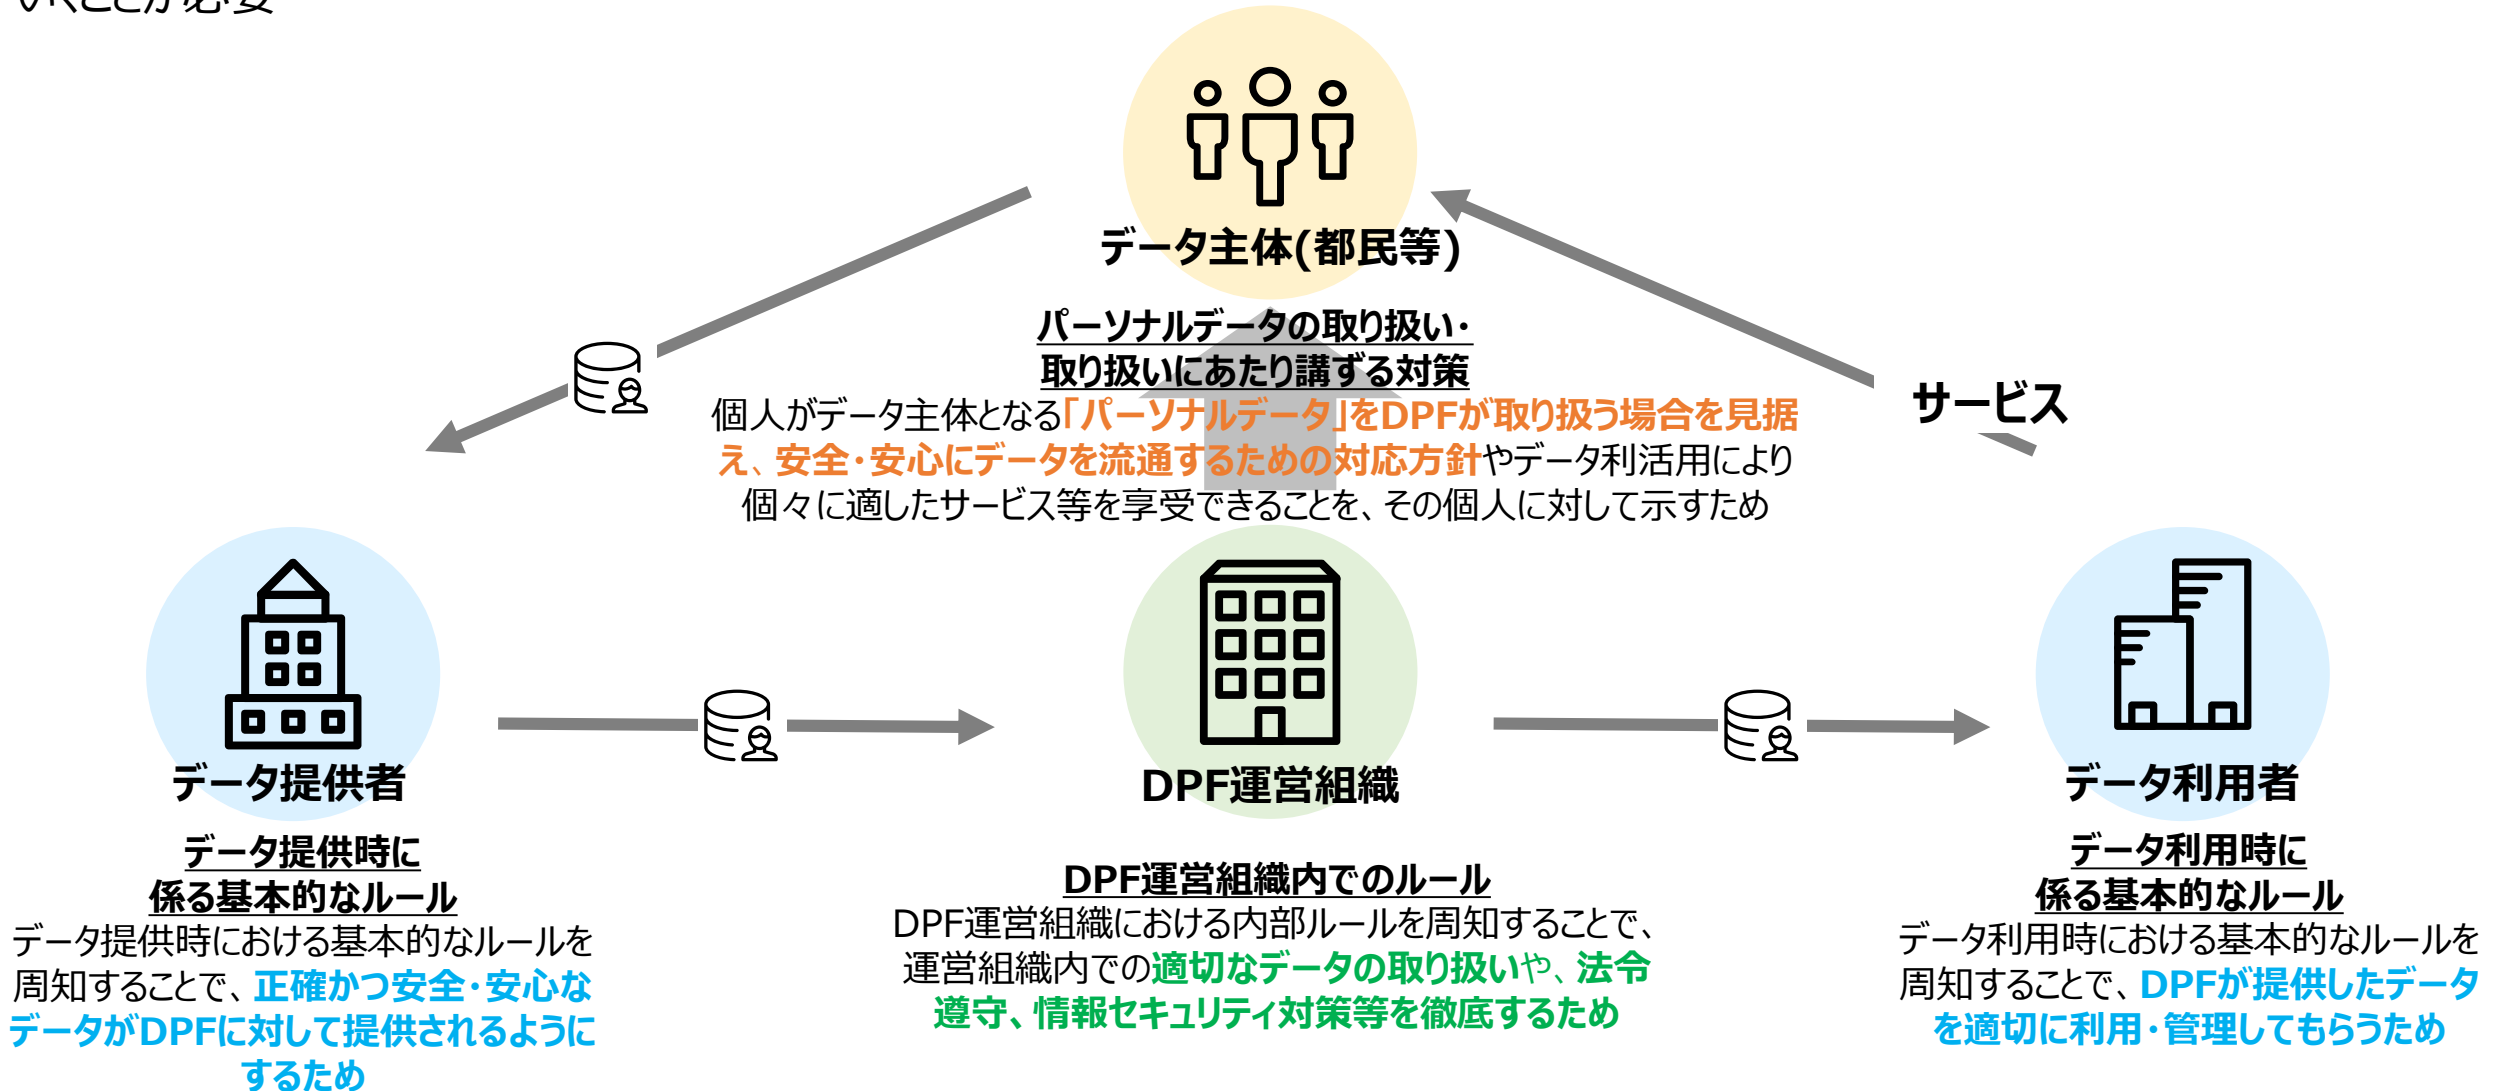 いくことが必要
データ主体(都民等)
パーソナルデータの取り扱い・
取り扱いにあたり講ずる対策
個人がデータ主体となる「パーソナルデータ」をDPFが取り扱う場合を見据
え、安全・安心にデータを流通するための対応方針やデータ利活用により
個々に適したサービス等を享受できることを、その個人に対して示すため
サービス
データ提供者
データ提供時に
係る基本的なルール
データ提供時における基本的なルールを
周知することで、正確かつ安全・安心な
データがDPFに対して提供されるように
するため
DPF運営組織
DPF運営組織内でのルール
DPF運営組織における内部ルールを周知することで、
運営組織内での適切なデータの取り扱いや、法令
遵守、情報セキュリティ対策等を徹底するため
データ利用者
データ利用時に
係る基本的なルール
データ利用時における基本的なルールを
周知することで、DPFが提供したデータ
を適切に利用・管理してもらうため